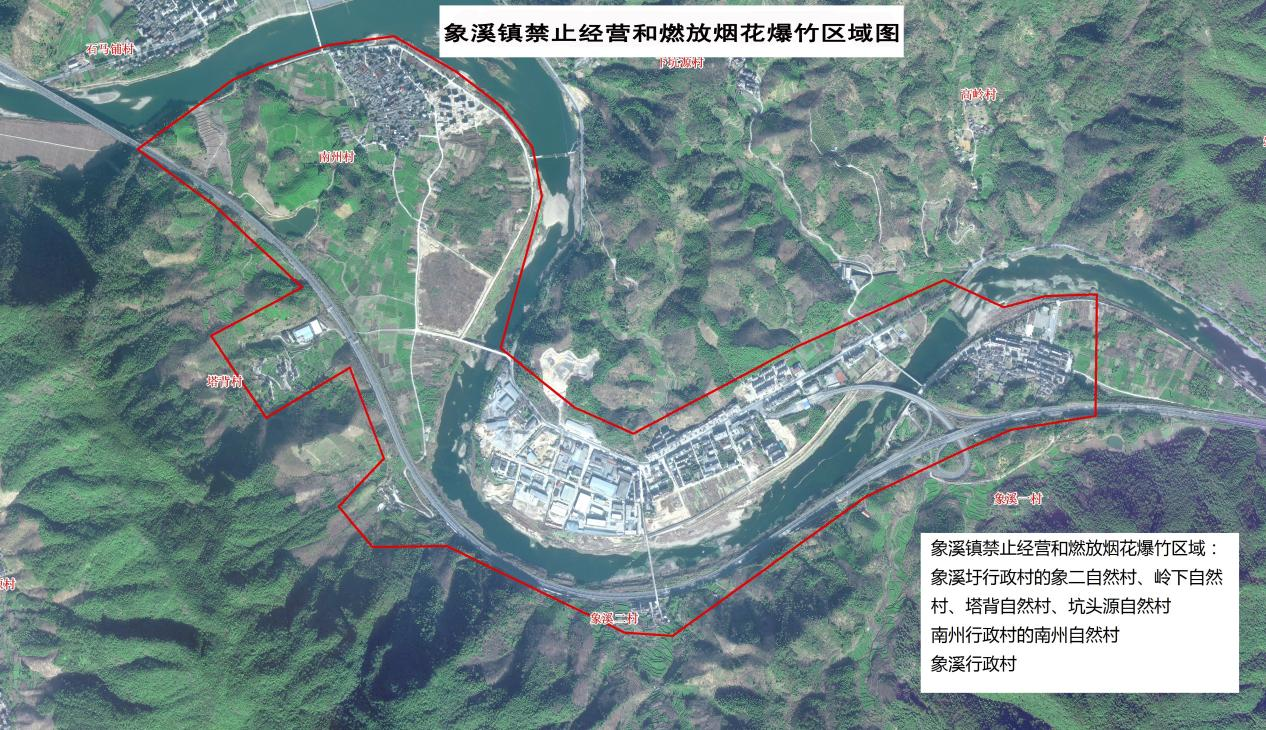 象溪镇禁止经营和燃放烟花爆竹区域图
石马铺村
下坑源村
高岭村
南州村
塔背村
象溪一村
象溪二村
象溪镇禁止经营和燃放烟花爆竹区域：
象溪圩行政村的象二自然村、岭下自然
村、塔背自然村、坑头源自然村
南州行政村的南州自然村
象溪行政村